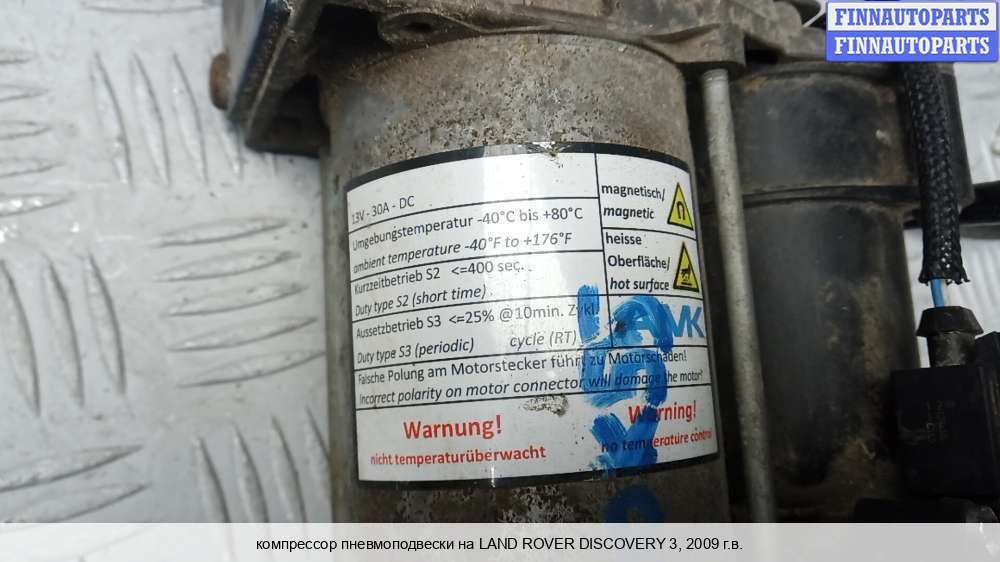 FINNAUTOPARTS
FINNAUTOPARTS
13V - 30A - DC
Umgebungstemperatur -40°C bis +80°C
ambient temperature -40°F to +176°F
Kurzzeitbetrieb S2 <=400 sec.
Duty type S2 (short time)
Aussetzbetrieb S3 <=25% @10min. Zykl.
Duty type S3 (periodic) cycle (RT)
Falsche Polung am Motorstecker führt zu Motorschaden!
Incorrect polarity on motor connector will damage the motor!
magnetisch/
magnetic
heisse
Oberfläche/
hot surface
AMK
Warnung!
nicht temperaturüberwacht
Warning!
no temperature control
компрессор пневмоподвески на LAND ROVER DISCOVERY 3, 2009 г.в.